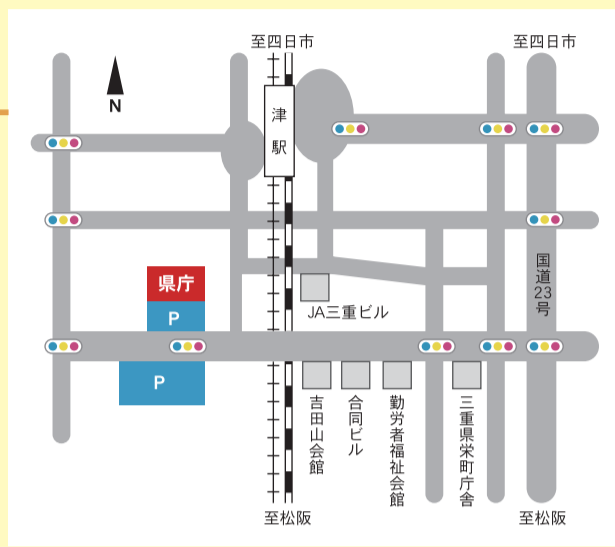 至四日市
至四日市
N
津駅
国道23号
県庁
P
JA三重ビル
P
吉田山会館
合同ビル
勤労者福祉会館
三重県栄町庁舎
至松阪
至松阪